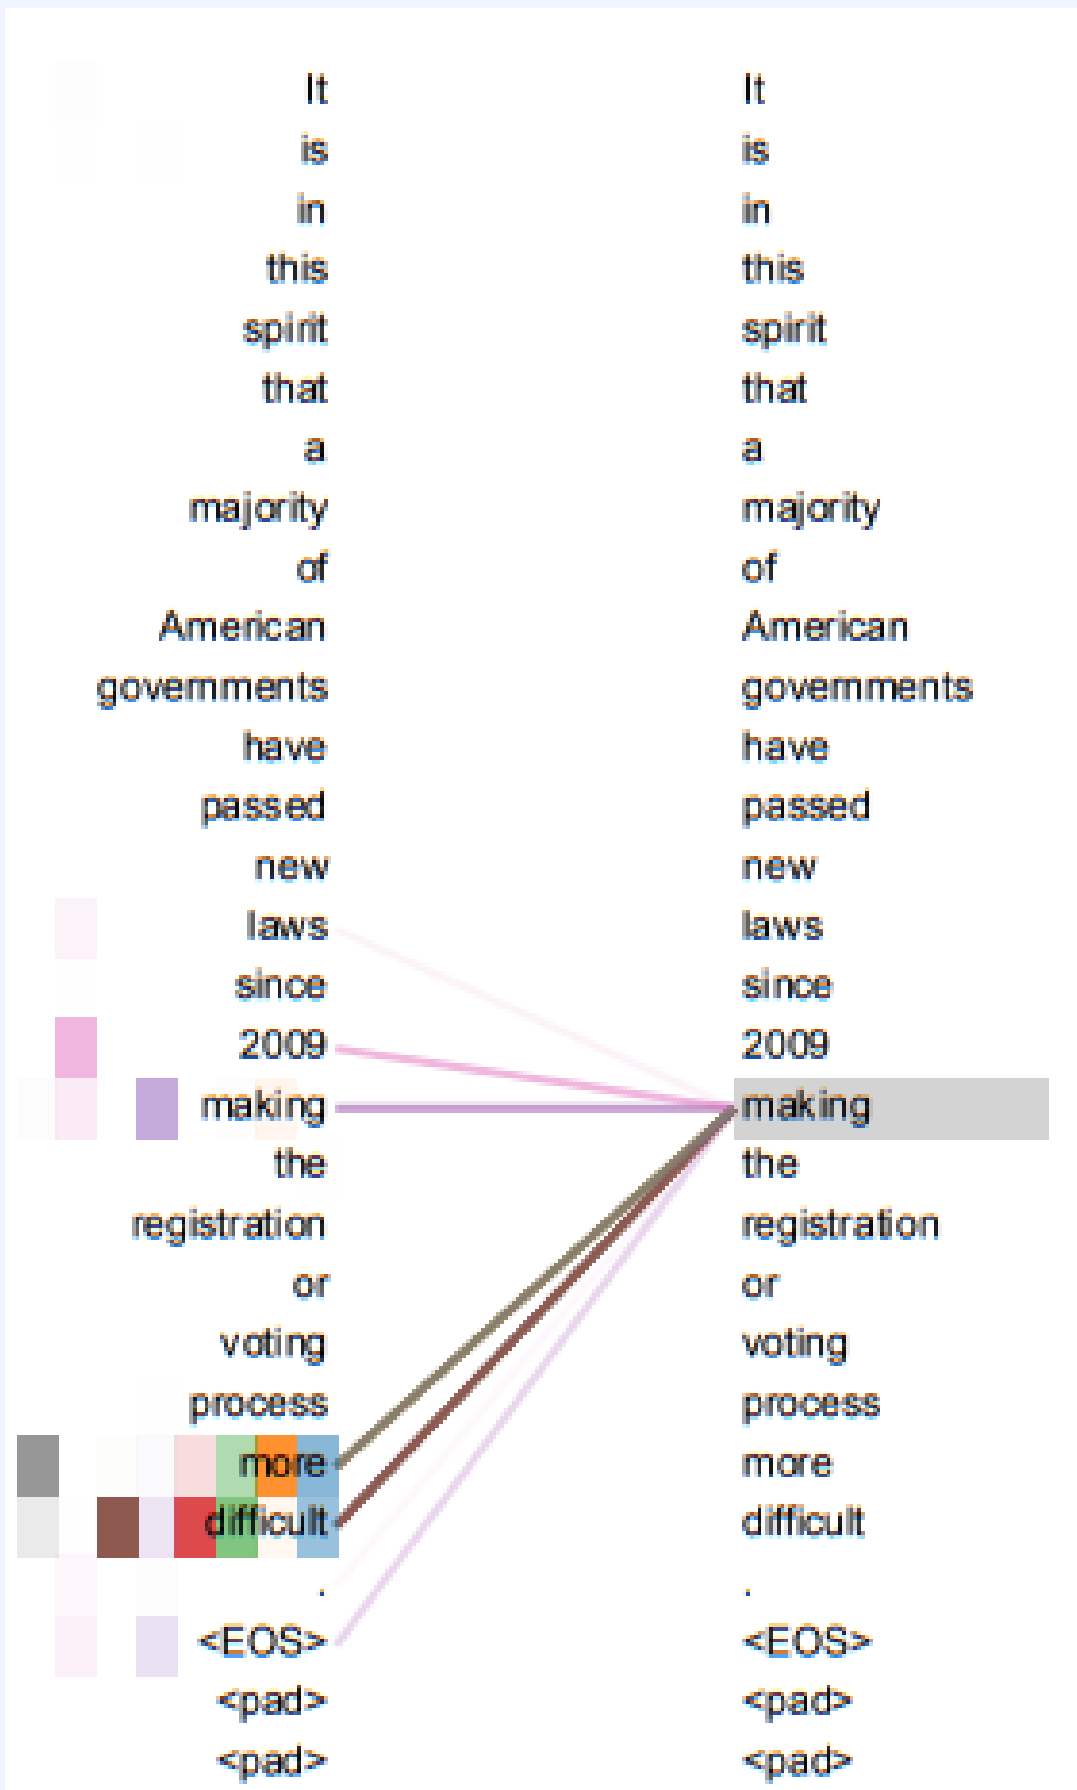 It It
is is
in in
this this
spirit spirit
that that
a a
majority majority
of of
American American
governments governments
have have
passed passed
new new
laws laws
since since
2009 2009
making making
the the
registration registration
or or
voting voting
process process
more more
difficult difficult
. .
<EOS> <EOS>
<pad> <pad>
<pad> <pad>